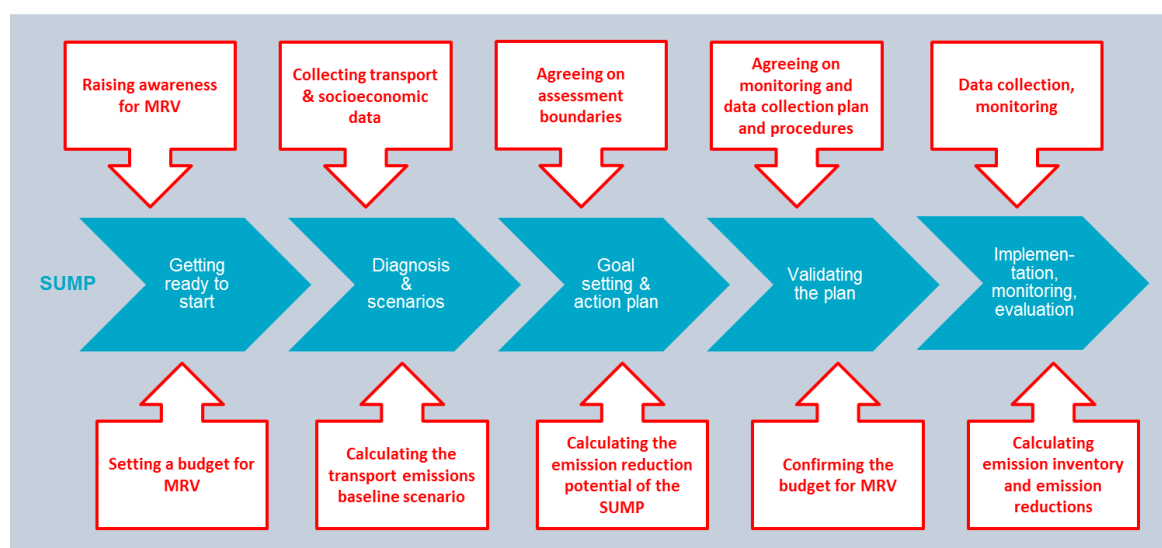 Raising awareness
for MRV
Collecting transport
& socioeconomic
data
Agreeing on
assessment
boundaries
Agreeing on
monitoring and
data collection plan
and procedures
Data collection,
monitoring
SUMP
Getting
ready to
start
Diagnosis
&
scenarios
Goal
setting &
action plan
Validating
the plan
Implemen-
tation,
monitoring,
evaluation
Setting a budget for
MRV
Calculating the
transport emissions
baseline scenario
Calculating the
emission reduction
potential of the
SUMP
Confirming the
budget for MRV
Calculating
emission inventory
and emission
reductions